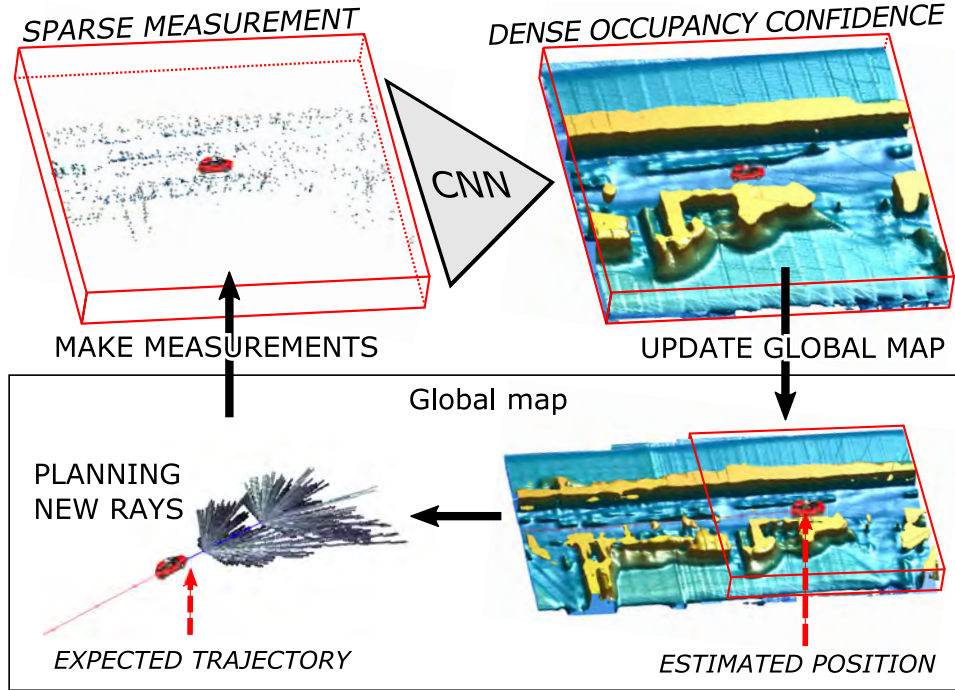 SPARSE MEASUREMENT
DENSE OCCUPANCY CONFIDENCE
CNN
MAKE MEASUREMENTS
UPDATE GLOBAL MAP
Global map
PLANNING
NEW RAYS
EXPECTED TRAJECTORY
ESTIMATED POSITION